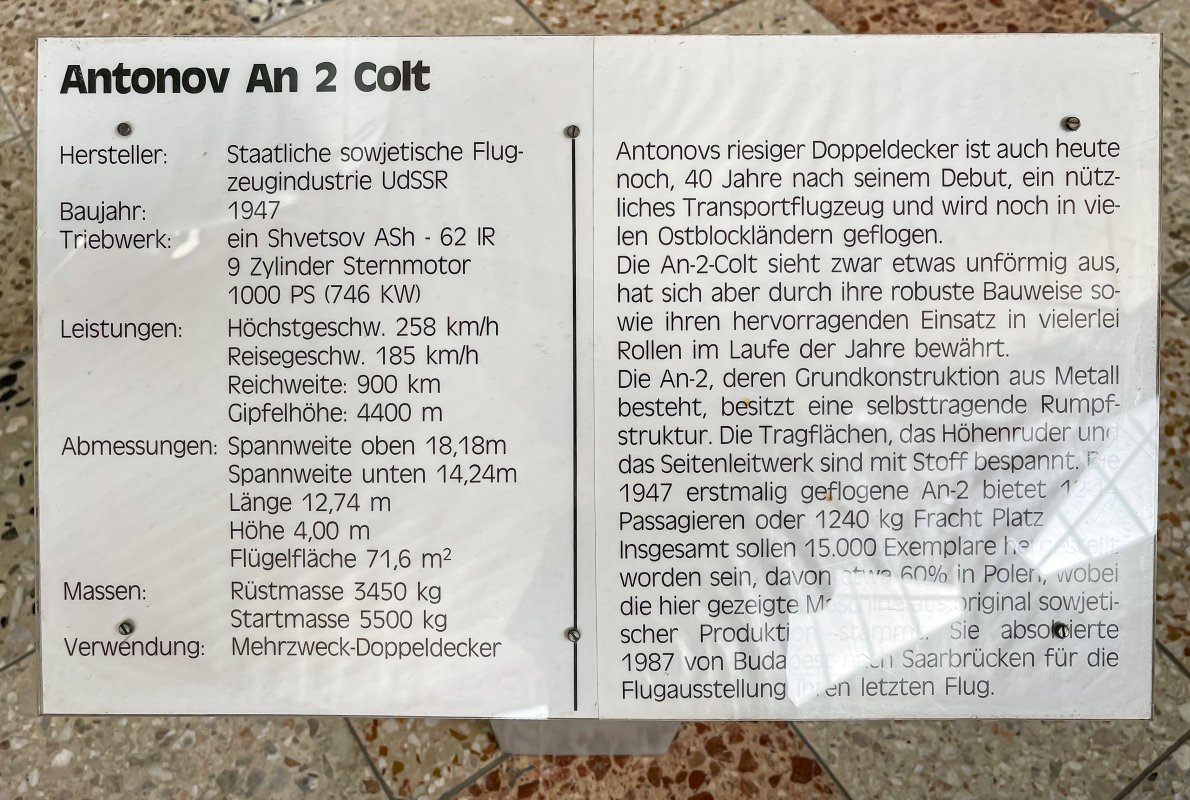 Antonov An 2 Colt
Hersteller: Staatliche sowjetische Flug-
zeugindustrie UdSSR
Baujahr: 1947
Triebwerk: ein Shvetsov ASh - 62 IR
9 Zylinder Sternmotor
1000 PS (746 KW)
Leistungen: Höchstgeschw. 258 km/h
Reisegeschw. 185 km/h
Reichweite: 900 km
Gipfelhöhe: 4400 m
Abmessungen: Spannweite oben 18,18m
Spannweite unten 14,24m
Länge 12,74 m
Höhe 4,00 m
Flügelfläche 71,6 m²
Massen: Rüstmasse 3450 kg
Startmasse 5500 kg
Verwendung: Mehrzweck-Doppeldecker
Antonovs riesiger Doppeldecker ist auch heute
noch, 40 Jahre nach seinem Debut, ein nütz-
liches Transportflugzeug und wird noch in vie-
len Ostblockländern geflogen.
Die An-2-Colt sieht zwar etwas unförmig aus,
hat sich aber durch ihre robuste Bauweise so-
wie ihren hervorragenden Einsatz in vielerlei
Rollen im Laufe der Jahre bewährt.
Die An-2, deren Grundkonstruktion aus Metall
besteht, besitzt eine selbsttragende Rumpf-
struktur. Die Tragflächen, das Höhenruder und
das Seitenleitwerk sind mit Stoff bespannt. Die
1947 erstmalig geflogene An-2 bietet
Passagieren oder 1240 kg Fracht Platz
Insgesamt sollen 15.000 Exemplare hergestellt
worden sein, davon etwa 60% in Polen, wobei
die hier gezeigte Maschine aus original sowjeti-
scher Produktion stammt. Sie absolvierte
1987 von Budapest nach Saarbrücken für die
Flugausstellung ihren letzten Flug.